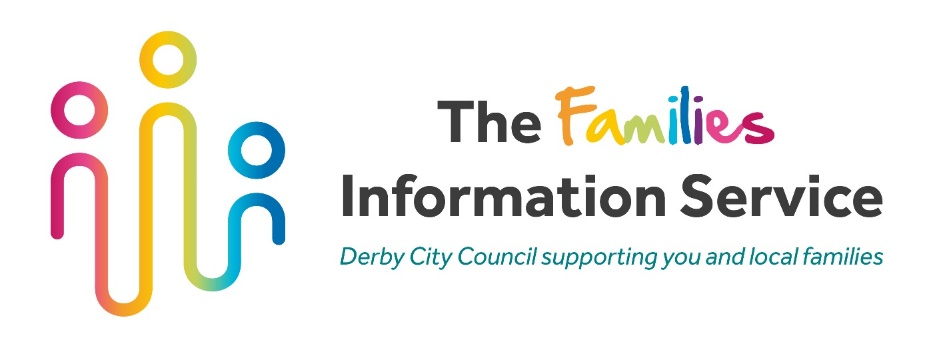 The Families
Information Service
Derby City Council supporting you and local families